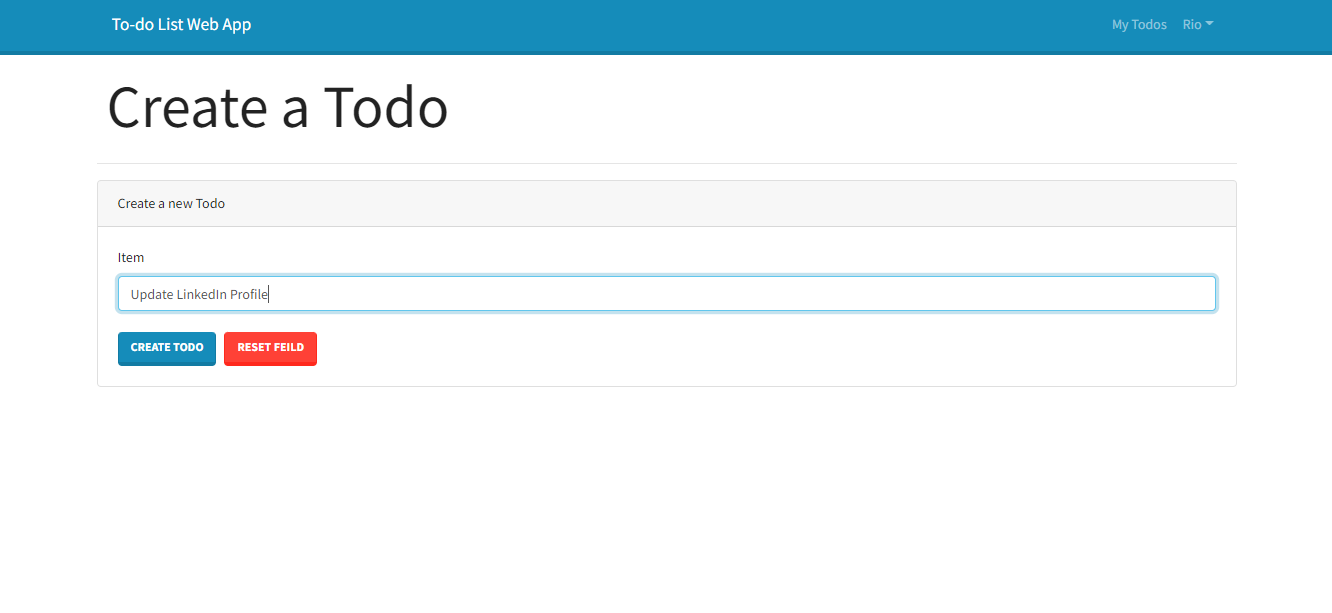 To-do List Web App
My Todos Rio
Create a Todo
Create a new Todo
Item
Update LinkedIn Profile
CREATE TODO RESET FEILD